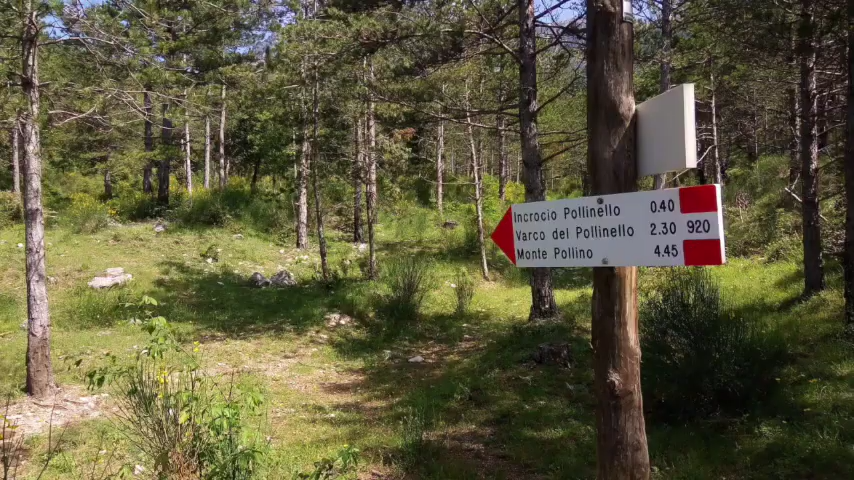 Incrocio Pollinello 0.40
Varco del Pollinello 2.30 920
Monte Pollino 4.45